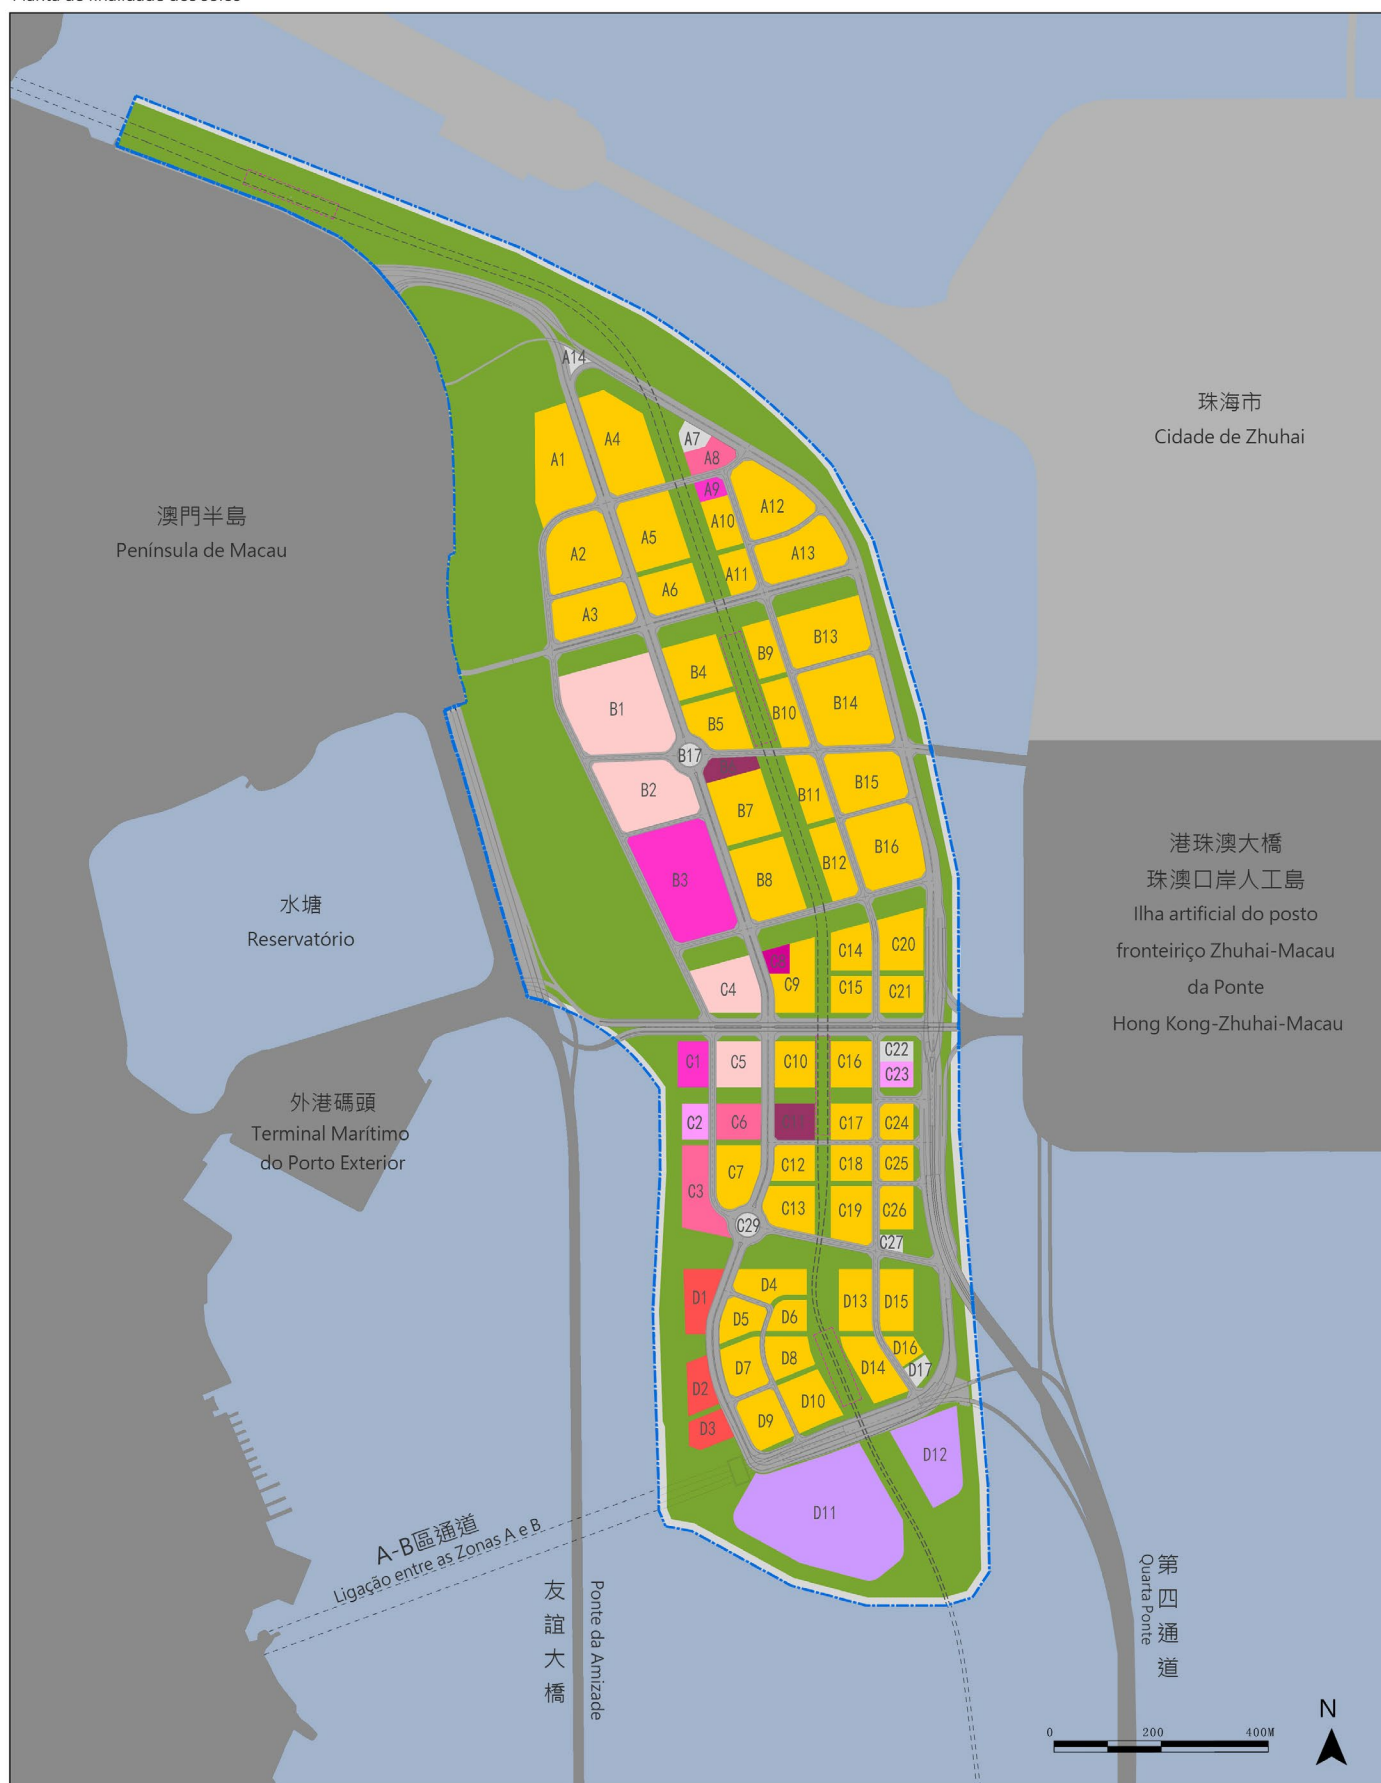 A14
A4
A7
A1
A8
A9
A12
A10
A5
A2
A13
A11
A6
A3
B13
B9
B4
B14
B1
B10
B5
B17
B15
B2
B11
B7
B16
B12
B3
B8
C20
C14
C9
C4
C15
C21
C22
C1
C5
C10
C16
C23
C2
C6
C17
C24
C12
C18
C25
C7
C3
C13
C19
C26
C29
C27
D4
D1
D13
D15
D5
D6
D16
D8
D7
D14
D17
D2
D10
D9
D3
D12
D11
珠海市
Cidade de Zhuhai
澳門半島
Península de Macau
港珠澳大橋
珠澳口岸人工島
Ilha artificial do posto
fronteiriço Zhuhai-Macau
da Ponte
Hong Kong-Zhuhai-Macau
水塘
Reservatório
外港碼頭
Terminal Marítimo
do Porto Exterior
A-B區通道
Ligação entre as Zonas A e B
友誼大橋
Ponte da Amizade
第四通道
Quarta Ponte
N
0 200 400M